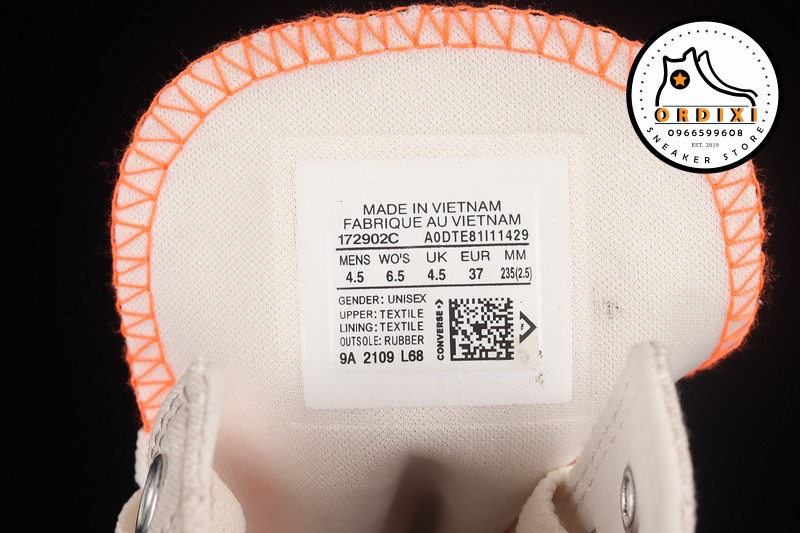 ORDIXI
0966599608
EST. 2019
SNEAKER STORE
MADE IN VIETNAM
FABRIQUE AU VIETNAM
172902C A0DTE81I11429
MENS WO'S UK EUR MM
4.5 6.5 4.5 37 235(2.5)
GENDER: UNISEX
UPPER: TEXTILE
LINING: TEXTILE
OUTSOLE: RUBBER
9A 2109 L68
CONVERSE